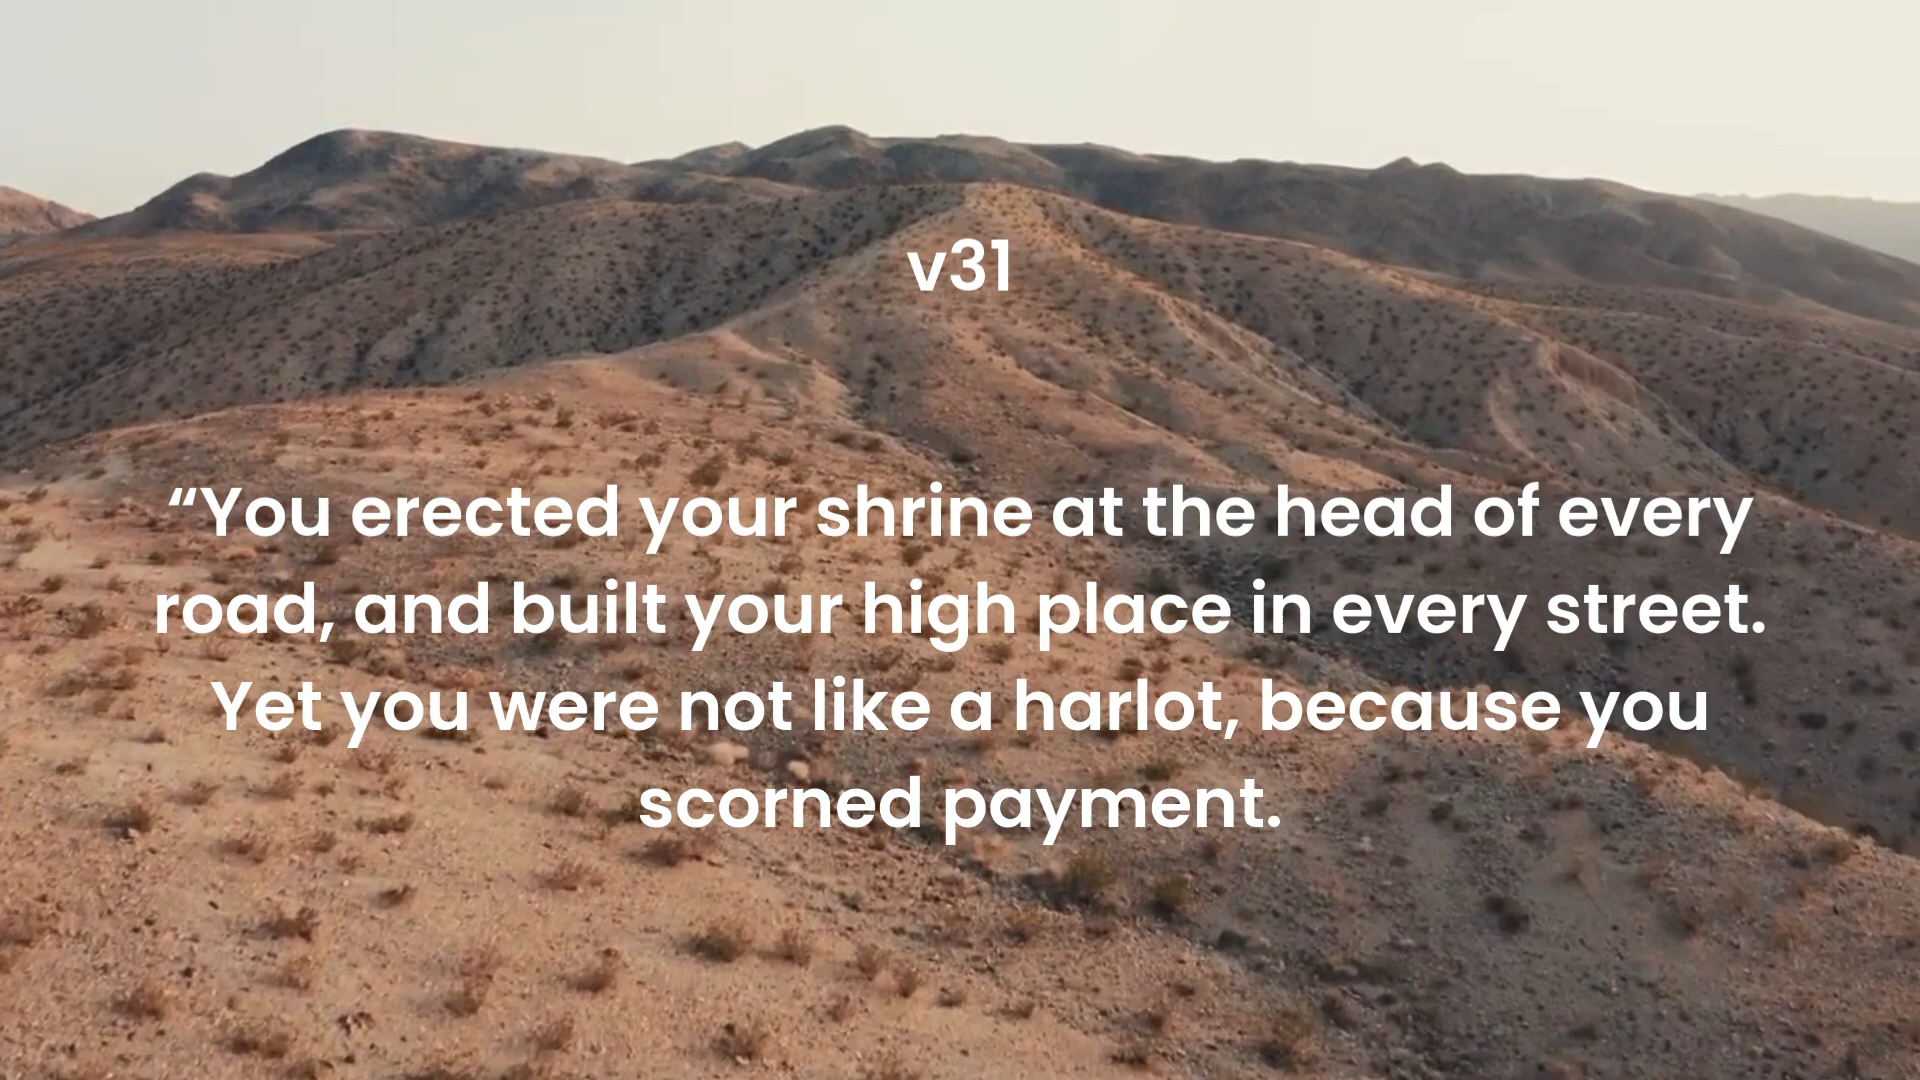 v31
“You erected your shrine at the head of every
road, and built your high place in every street.
Yet you were not like a harlot, because you
scorned payment.